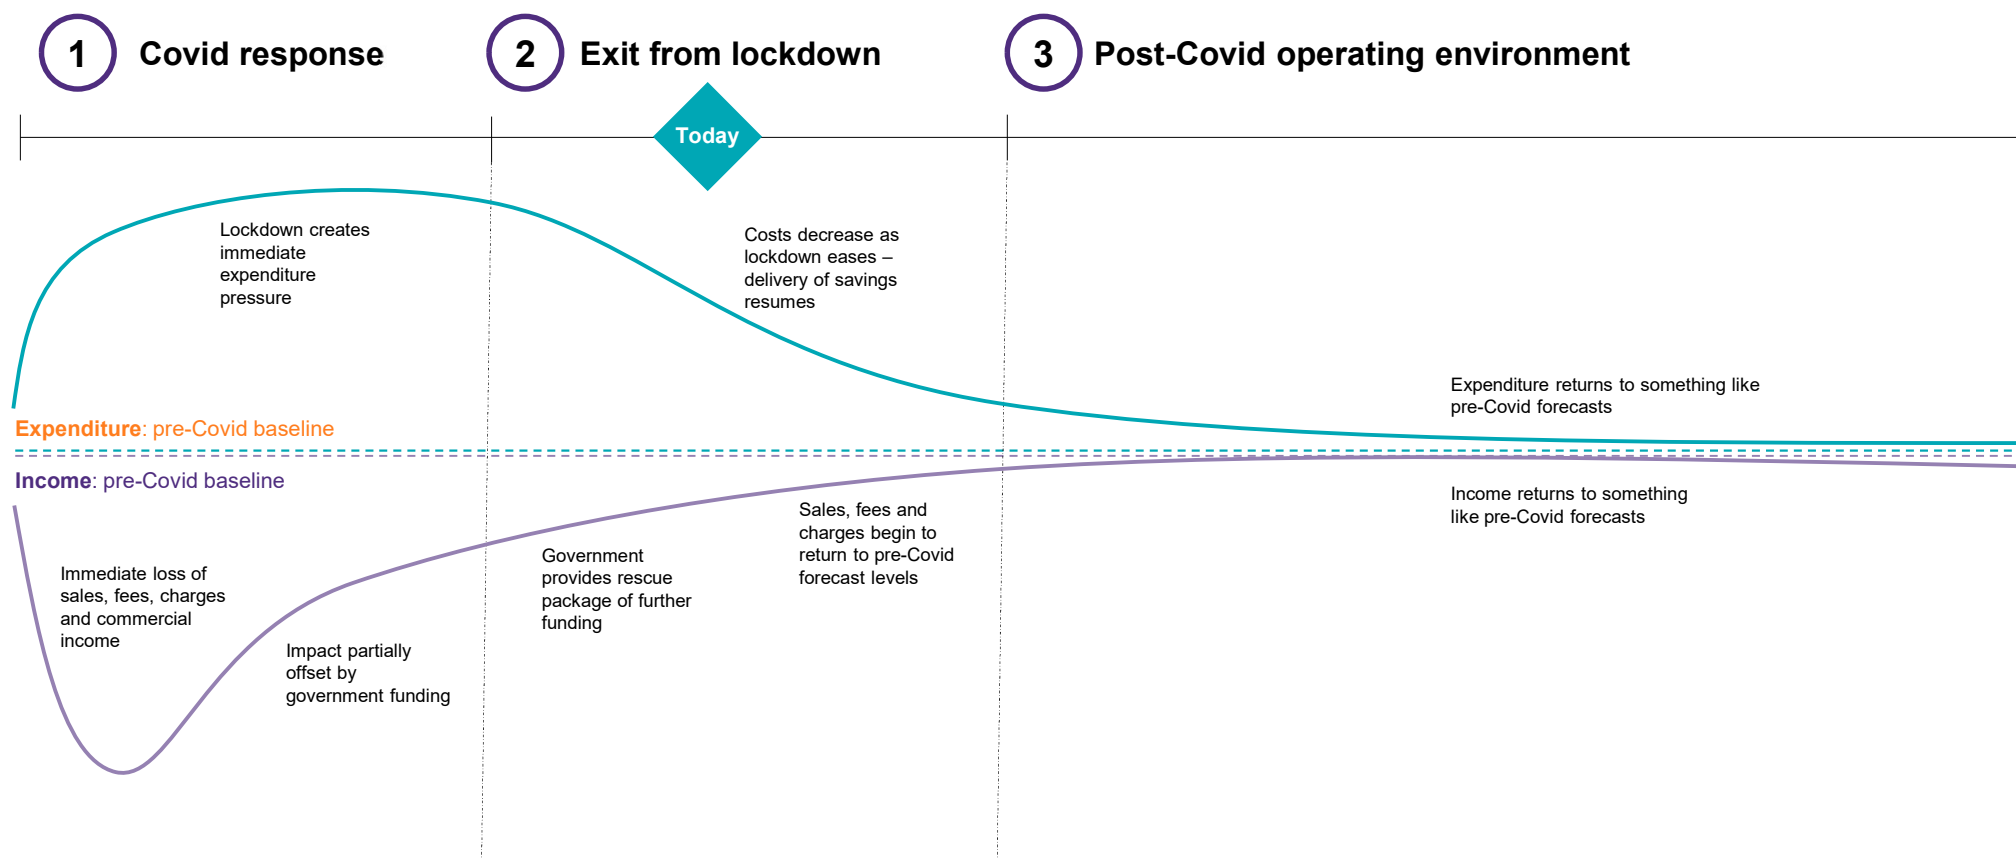 1 Covid response
2 Exit from lockdown
3 Post-Covid operating environment
Today
Lockdown creates
immediate
expenditure
pressure
Costs decrease as
lockdown eases –
delivery of savings
resumes
Expenditure returns to something like
pre-Covid forecasts
Expenditure: pre-Covid baseline
Income: pre-Covid baseline
Immediate loss of
sales, fees, charges
and commercial
income
Impact partially
offset by
government funding
Government
provides rescue
package of further
funding
Sales, fees and
charges begin to
return to pre-Covid
forecast levels
Income returns to something
like pre-Covid forecasts